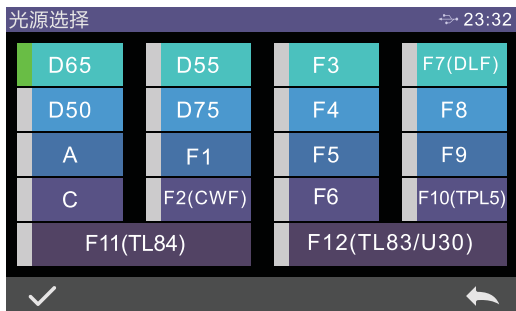 光源选择 23:32
D65 D55 F3 F7(DLF)
D50 D75 F4 F8
A F1 F5 F9
C F2(CWF) F6 F10(TPL5)
F11(TL84) F12(TL83/U30)